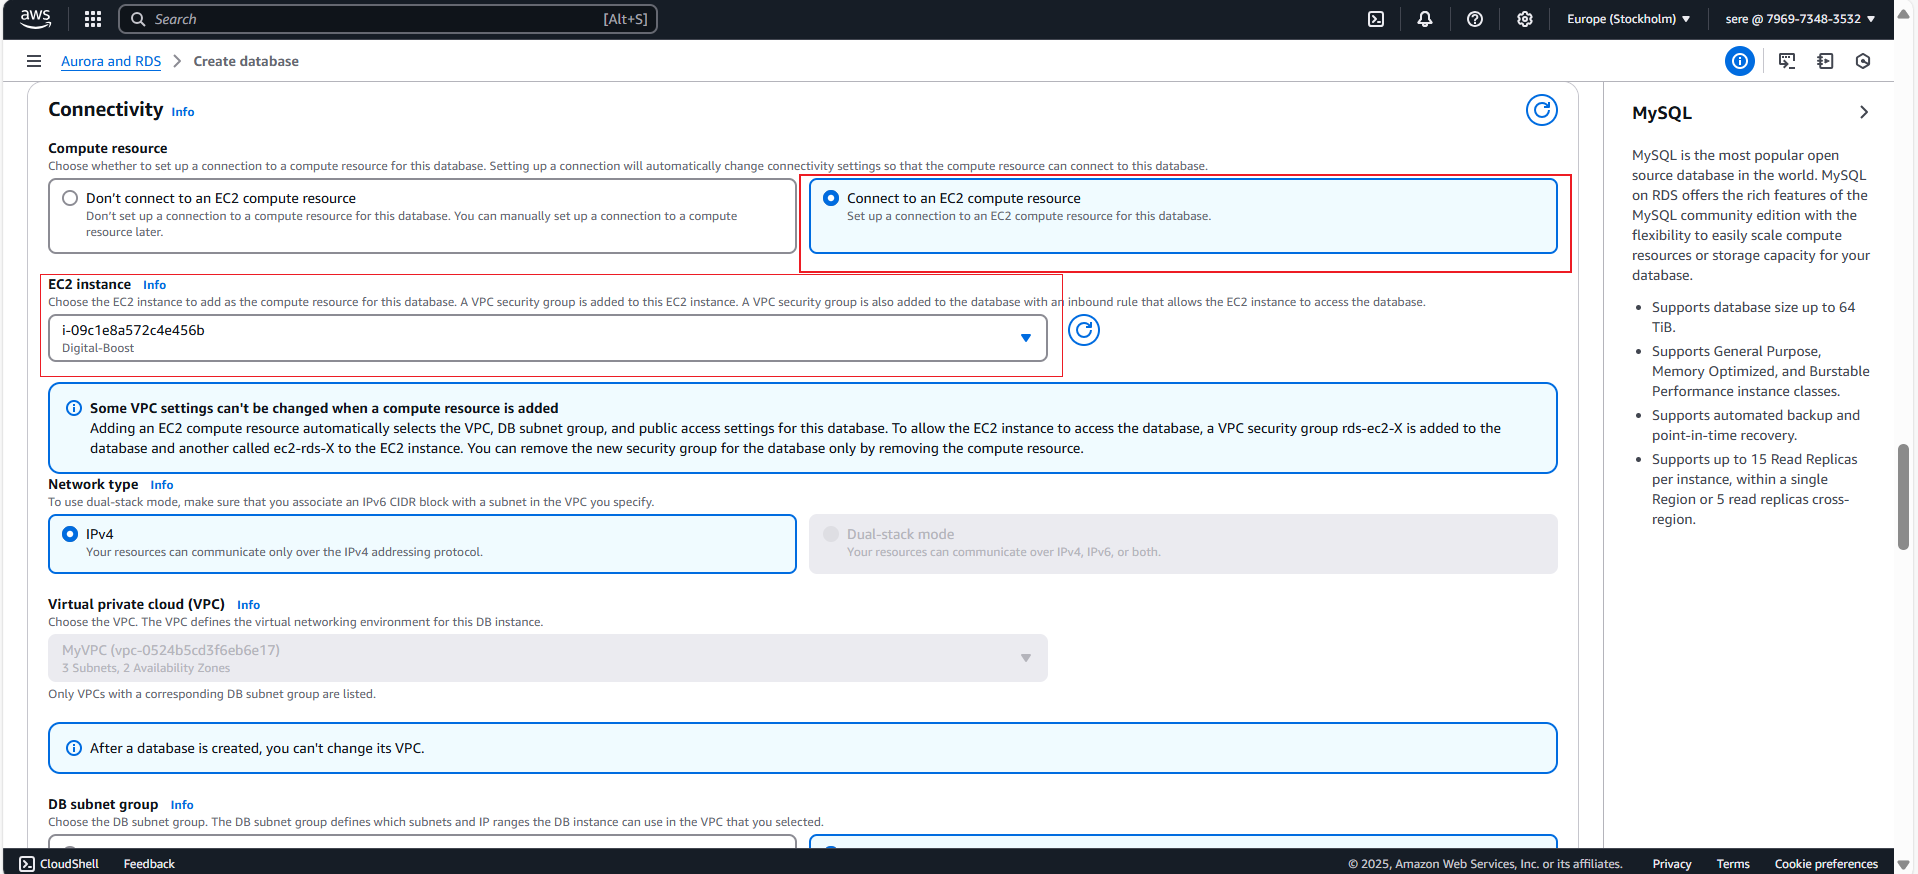 aws
Search
[Alt+S]
Europe (Stockholm)
sere @ 7969-7348-3532
Aurora and RDS
Create database
Connectivity Info
Compute resource
Choose whether to set up a connection to a compute resource for this database. Setting up a connection will automatically change connectivity settings so that the compute resource can connect to this database.
Don’t connect to an EC2 compute resource
Don’t set up a connection to a compute resource for this database. You can manually set up a connection to a compute
resource later.
Connect to an EC2 compute resource
Set up a connection to an EC2 compute resource for this database.
EC2 instance Info
Choose the EC2 instance to add as the compute resource for this database. A VPC security group is added to this EC2 instance. A VPC security group is also added to the database with an inbound rule that allows the EC2 instance to access the database.
i-09c1e8a572c4e456b
Digital-Boost
Some VPC settings can't be changed when a compute resource is added
Adding an EC2 compute resource automatically selects the VPC, DB subnet group, and public access settings for this database. To allow the EC2 instance to access the database, a VPC security group rds-ec2-X is added to the
database and another called ec2-rds-X to the EC2 instance. You can remove the new security group for the database only by removing the compute resource.
Network type Info
To use dual-stack mode, make sure that you associate an IPv6 CIDR block with a subnet in the VPC you specify.
IPv4
Your resources can communicate only over the IPv4 addressing protocol.
Dual-stack mode
Your resources can communicate over IPv4, IPv6, or both.
Virtual private cloud (VPC) Info
Choose the VPC. The VPC defines the virtual networking environment for this DB instance.
MyVPC (vpc-0524b5cd3f6eb6e17)
3 Subnets, 2 Availability Zones
Only VPCs with a corresponding DB subnet group are listed.
After a database is created, you can't change its VPC.
DB subnet group Info
Choose the DB subnet group. The DB subnet group defines which subnets and IP ranges the DB instance can use in the VPC that you selected.
MySQL
MySQL is the most popular open
source database in the world. MySQL
on RDS offers the rich features of the
MySQL community edition with the
flexibility to easily scale compute
resources or storage capacity for your
database.
• Supports database size up to 64
TiB.
• Supports General Purpose,
Memory Optimized, and Burstable
Performance instance classes.
• Supports automated backup and
point-in-time recovery.
• Supports up to 15 Read Replicas
per instance, within a single
Region or 5 read replicas cross-
region.
CloudShell
Feedback
© 2025, Amazon Web Services, Inc. or its affiliates.
Privacy
Terms
Cookie preferences